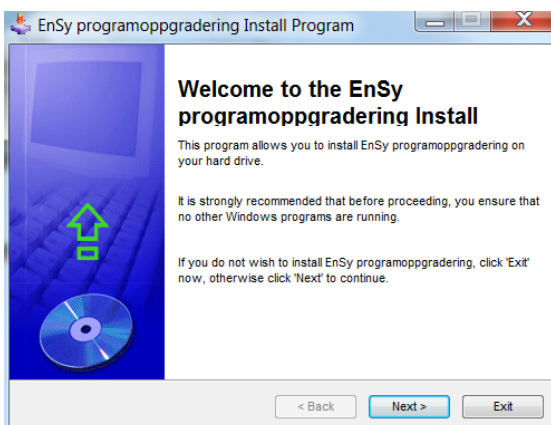 EnSy programoppgradering Install Program
Welcome to the EnSy
programoppgradering Install
This program allows you to install EnSy programoppgradering on
your hard drive.
It is strongly recommended that before proceeding, you ensure that
no other Windows programs are running.
If you do not wish to install EnSy programoppgradering, click 'Exit'
now, otherwise click 'Next' to continue.
< Back
Next >
Exit